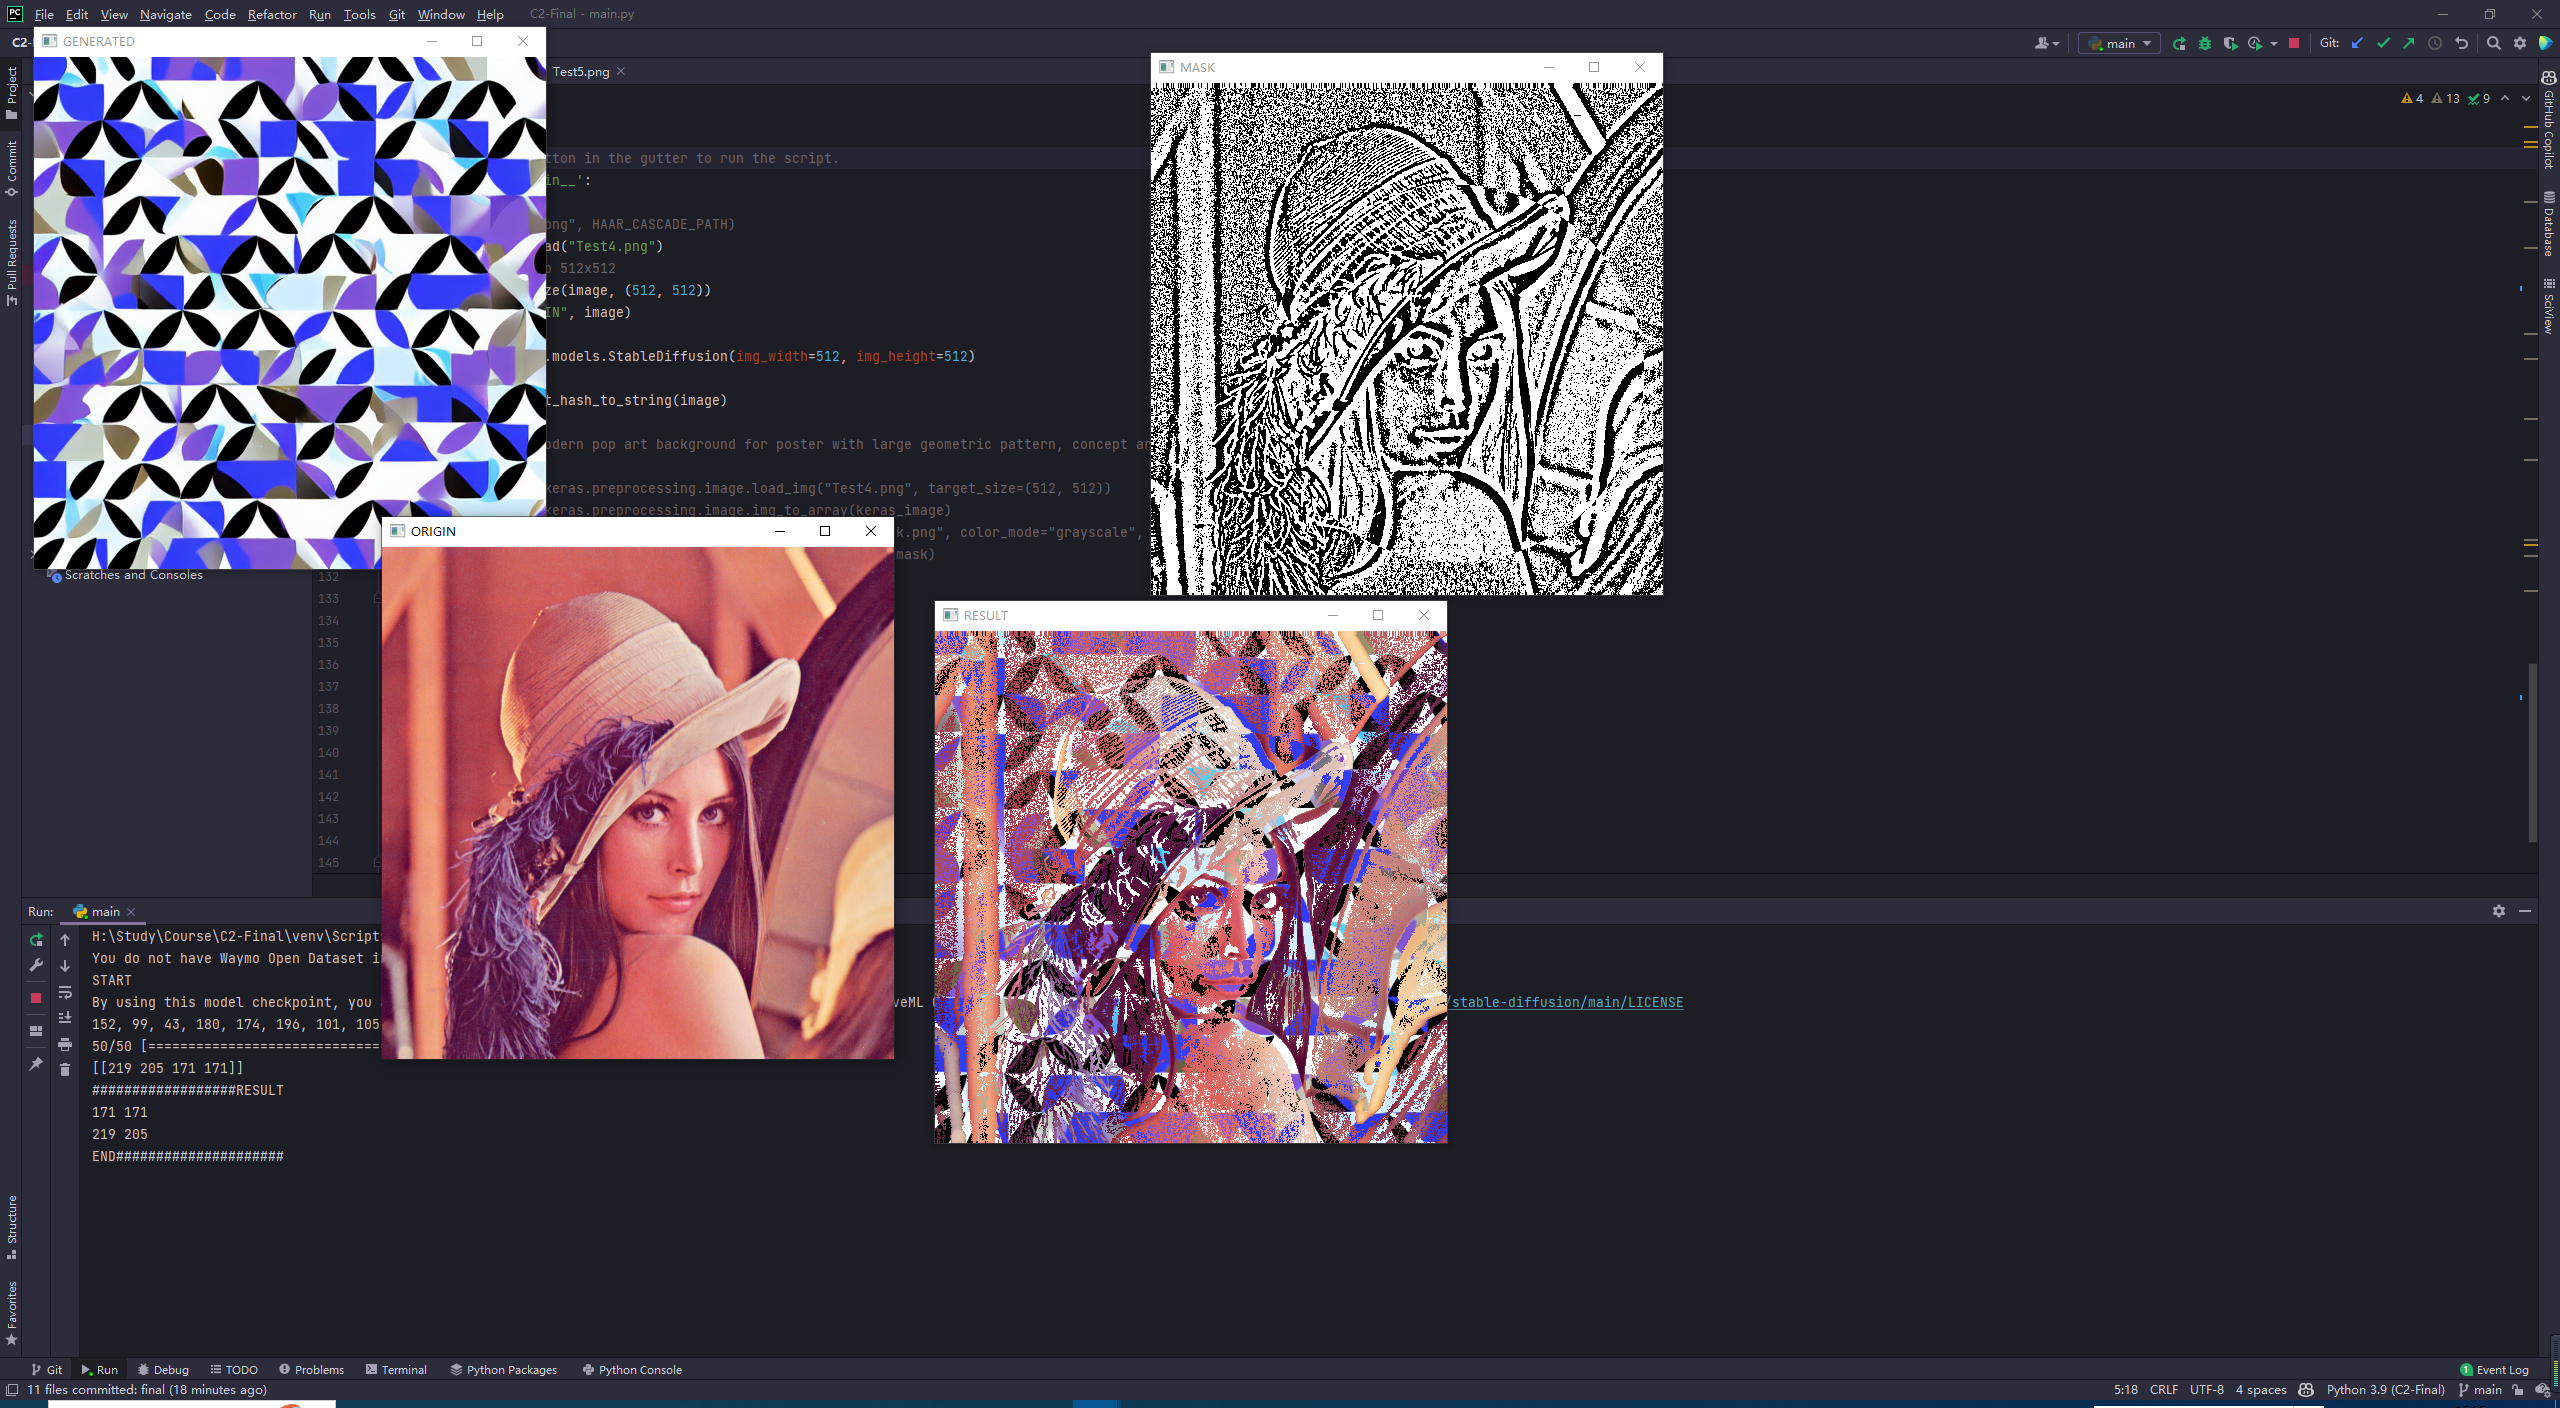 File Edit View Navigate Code Refactor Run Tools Git Window Help C2-Final - main.py
GENERATED
main
Git:
Test5.png
MASK
4 13 9
Project
Commit
Pull Requests
GitHub Copilot
Database
SciView
tton in the gutter to run the script.
in__':
ong", HAAR_CASCADE_PATH)
ad("Test4.png")
512x512
ze(image, (512, 512))
IN", image)
.models.StableDiffusion(img_width=512, img_height=512)
t_hash_to_string(image)
odern pop art background for poster with large geometric pattern, concept ar
keras.preprocessing.image.load_img("Test4.png", target_size=(512, 512))
keras.preprocessing.image.img_to_array(keras_image)
ORIGIN
k.png", color_mode="grayscale",
mask)
Scratches and Consoles
132
133
134
135
136
137
138
139
140
141
142
143
144
145
RESULT
Run: main
H:\Study\Course\C2-Final\venv\Script
You do not have Waymo Open Dataset i
START
By using this model checkpoint, you
veML
/stable-diffusion/main/LICENSE
152, 99, 43, 180, 174, 196, 101, 105
50/50 [==============================
[[219 205 171 171]]
##################RESULT
171 171
219 205
END#####################
Structure
Favorites
Git Run Debug TODO Problems Terminal Python Packages Python Console
1 Event Log
11 files committed: final (18 minutes ago)
5:18 CRLF UTF-8 4 spaces Python 3.9 (C2-Final) main